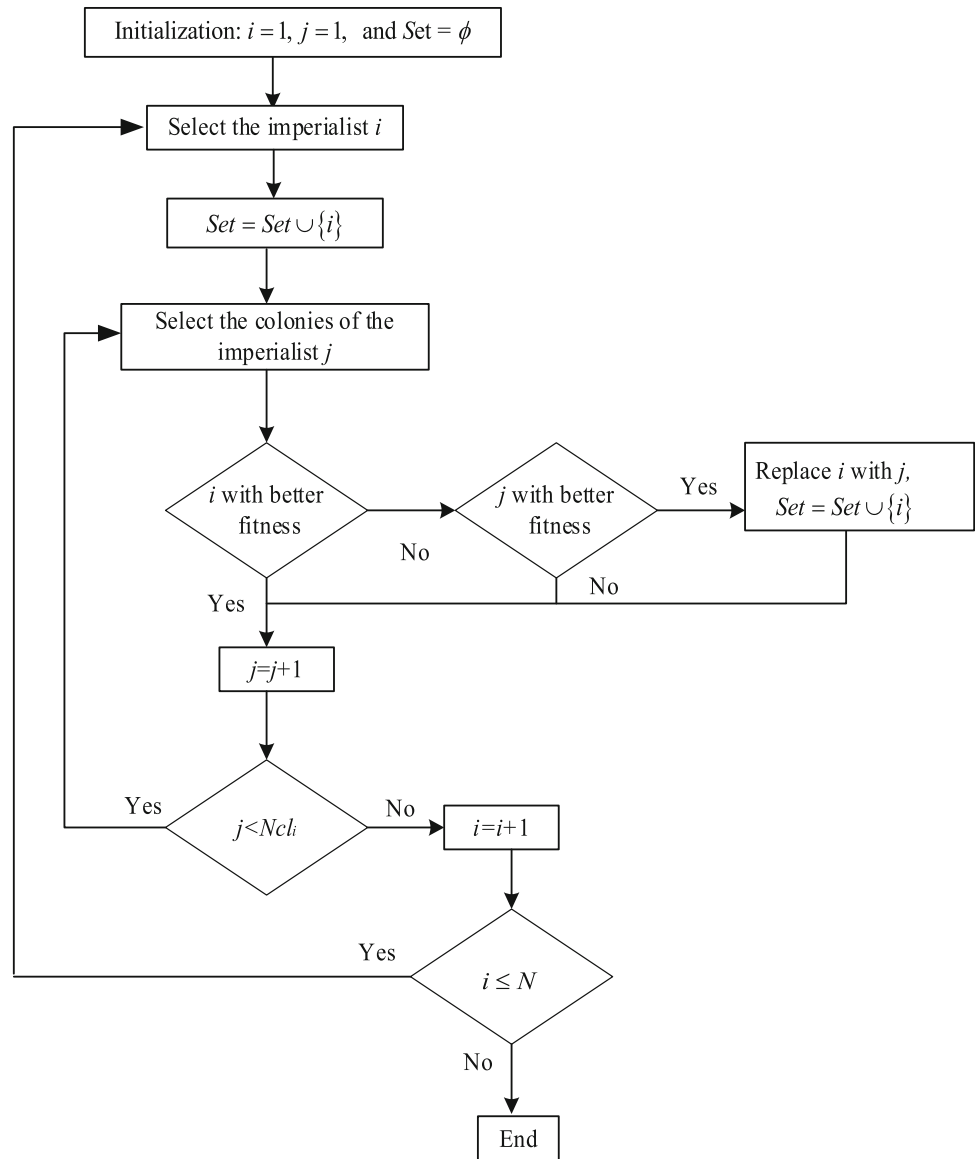 Initialization: i = 1, j = 1, and Set = ϕ
Select the imperialist i
Set = Set ∪ {i}
Select the colonies of the
imperialist j
i with better
fitness
No
j with better
fitness
Yes
Replace i with j,
Set = Set ∪ {i}
No
Yes
j=j+1
Yes
j<Ncli
No
i=i+1
Yes
i ≤ N
No
End